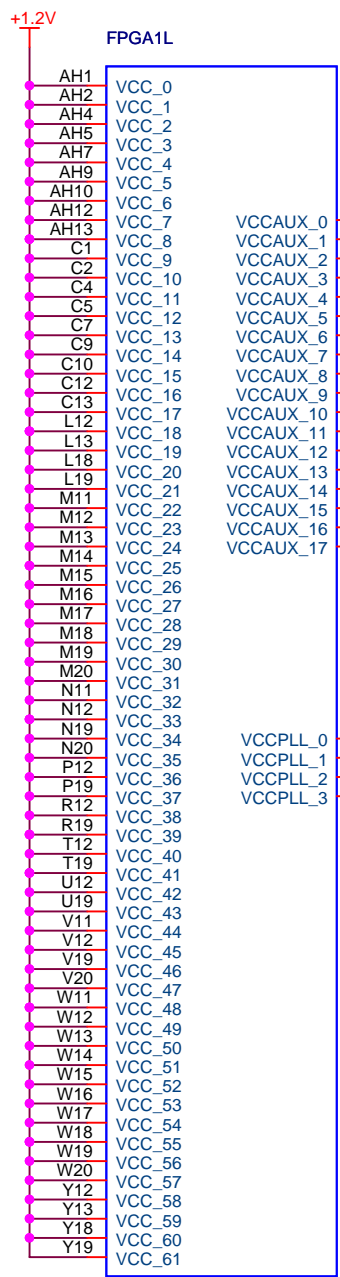 +1.2V
FPGA1L
AH1 VCC_0
AH2 VCC_1
AH4 VCC_2
AH5 VCC_3
AH7 VCC_4
AH9 VCC_5
AH10 VCC_6
AH12 VCC_7 VCCAUX_0
AH13 VCC_8 VCCAUX_1
C1 VCC_9 VCCAUX_2
C2 VCC_10 VCCAUX_3
C4 VCC_11 VCCAUX_4
C5 VCC_12 VCCAUX_5
C7 VCC_13 VCCAUX_6
C9 VCC_14 VCCAUX_7
C10 VCC_15 VCCAUX_8
C12 VCC_16 VCCAUX_9
C13 VCC_17 VCCAUX_10
L12 VCC_18 VCCAUX_11
L13 VCC_19 VCCAUX_12
L18 VCC_20 VCCAUX_13
L19 VCC_21 VCCAUX_14
M11 VCC_22 VCCAUX_15
M12 VCC_23 VCCAUX_16
M13 VCC_24 VCCAUX_17
M14 VCC_25
M15 VCC_26
M16 VCC_27
M17 VCC_28
M18 VCC_29
M19 VCC_30
M20 VCC_31
N11 VCC_32
N12 VCC_33
N19 VCC_34 VCCPLL_0
N20 VCC_35 VCCPLL_1
P12 VCC_36 VCCPLL_2
P19 VCC_37 VCCPLL_3
R12 VCC_38
R19 VCC_39
T12 VCC_40
T19 VCC_41
U12 VCC_42
U19 VCC_43
V11 VCC_44
V12 VCC_45
V19 VCC_46
V20 VCC_47
W11 VCC_48
W12 VCC_49
W13 VCC_50
W14 VCC_51
W15 VCC_52
W16 VCC_53
W17 VCC_54
W18 VCC_55
W19 VCC_56
W20 VCC_57
Y12 VCC_58
Y13 VCC_59
Y18 VCC_60
Y19 VCC_61